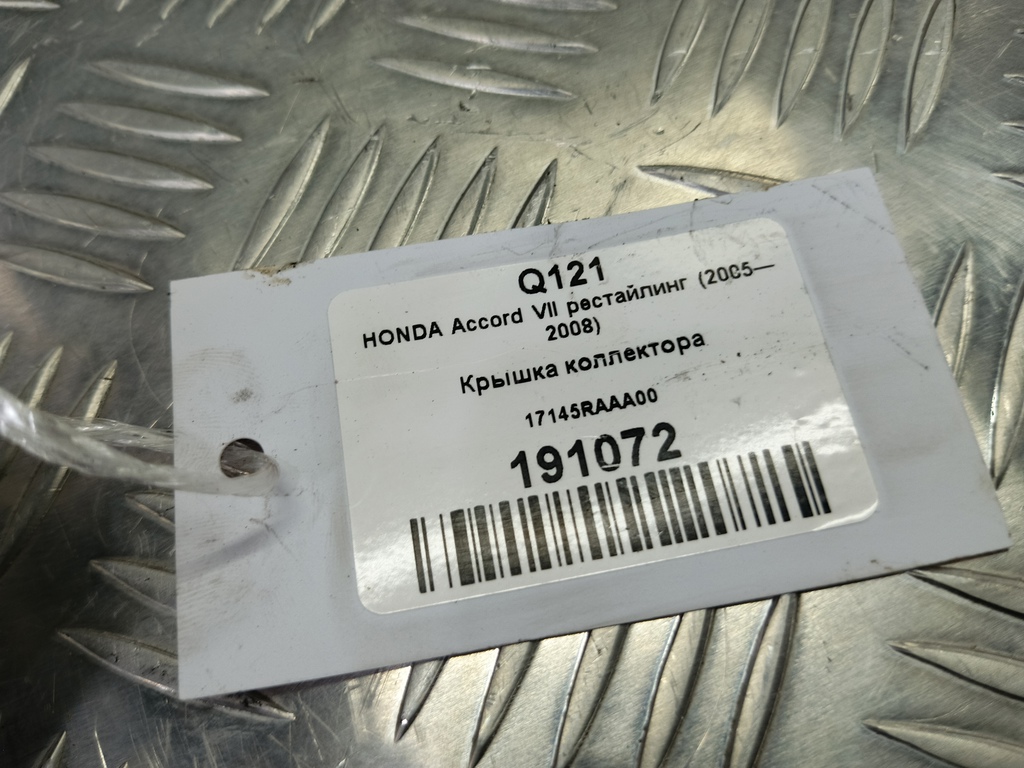 Q121
HONDA Accord VII рестайлинг (2005—
2008)
Крышка коллектора
17145RAAA00
191072